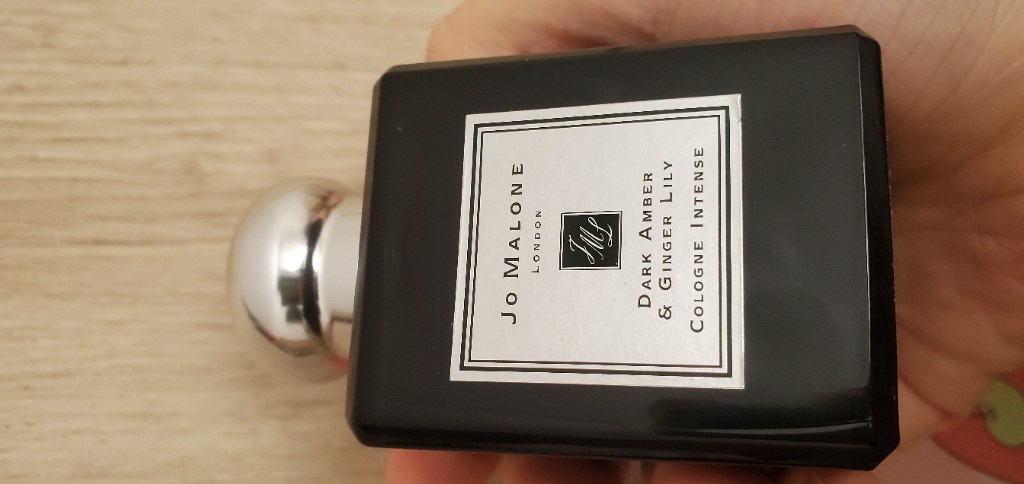 Jo Malone
London
JML
Dark Amber
& Ginger Lily
Cologne Intense